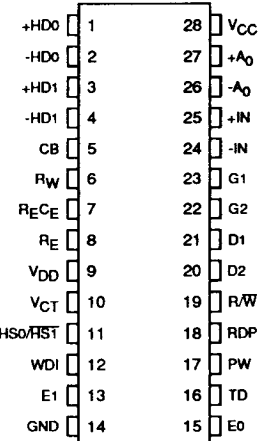 +HD0 1 28 VCC
-HD0 2 27 +A0
+HD1 3 26 -A0
-HD1 4 25 +IN
CB 5 24 -IN
RW 6 23 G1
RECE 7 22 G2
RE 8 21 D1
VDD 9 20 D2
VCT 10 19 R/W̅
HS0/H̅S̅1̅ 11 18 RDP
WDI 12 17 PW
E1 13 16 TD
GND 14 15 E0